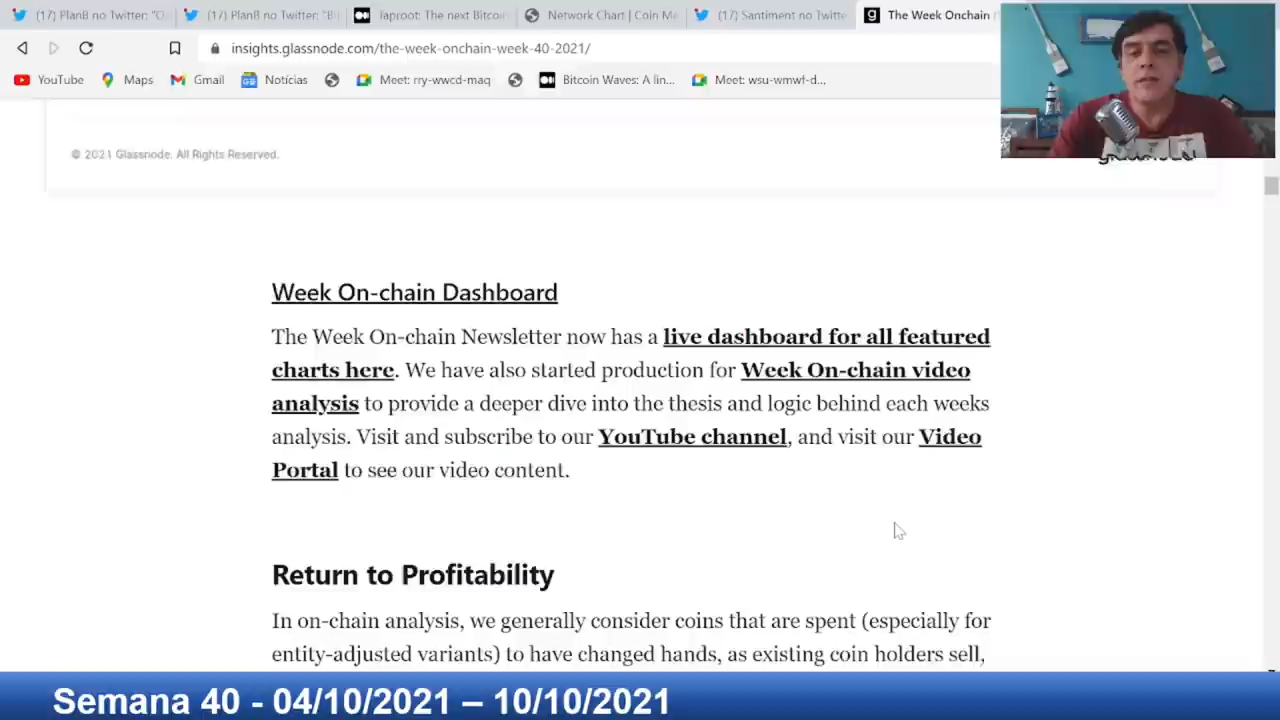 (17) PlanB no Twitter: "O
(17) PlanB no Twitter: "Bi
Taproot: The next Bitcoi
Network Chart | Coin Me
(17) Santiment no Twitte
The Week Onchain (
insights.glassnode.com/the-week-onchain-week-40-2021/
YouTube
Maps
Gmail
Notícias
Meet: rry-wwcd-maq
Bitcoin Waves: A lin...
Meet: wsu-wmwf-d...
© 2021 Glassnode. All Rights Reserved.
Week On-chain Dashboard
The Week On-chain Newsletter now has a live dashboard for all featured
charts here. We have also started production for Week On-chain video
analysis to provide a deeper dive into the thesis and logic behind each weeks
analysis. Visit and subscribe to our YouTube channel, and visit our Video
Portal to see our video content.
Return to Profitability
In on-chain analysis, we generally consider coins that are spent (especially for
entity-adjusted variants) to have changed hands, as existing coin holders sell,
Semana 40 - 04/10/2021 – 10/10/2021